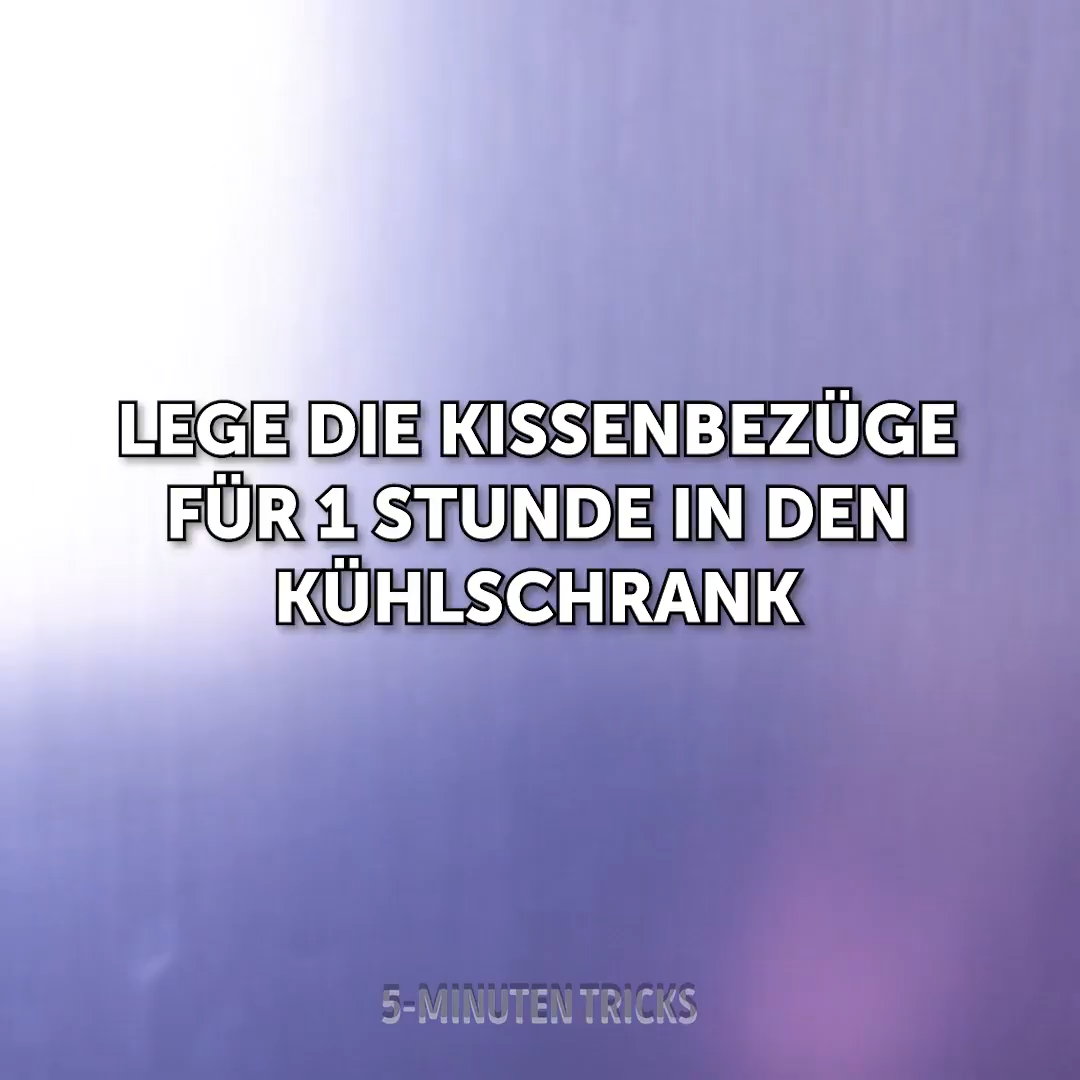 LEGE DIE KISSENBEZÜGE
FÜR 1 STUNDE IN DEN
KÜHLSCHRANK
5-MINUTEN TRICKS